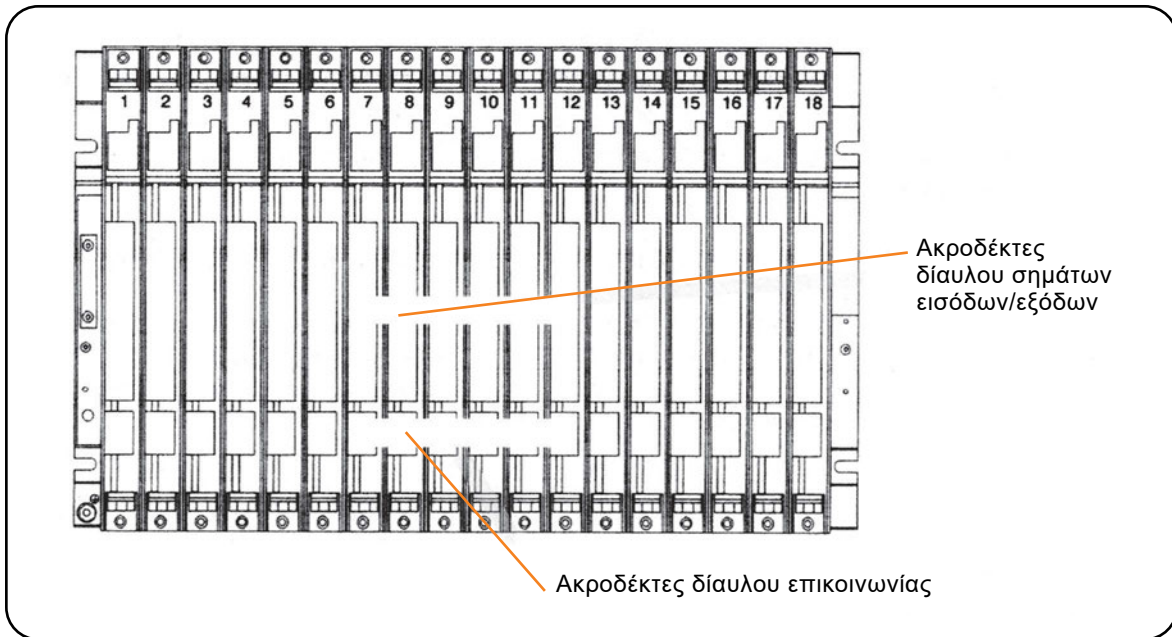 1 2 3 4 5 6 7 8 9 10 11 12 13 14 15 16 17 18
Ακροδέκτες
δίαυλου σημάτων
εισόδων/εξόδων
Ακροδέκτες δίαυλου επικοινωνίας